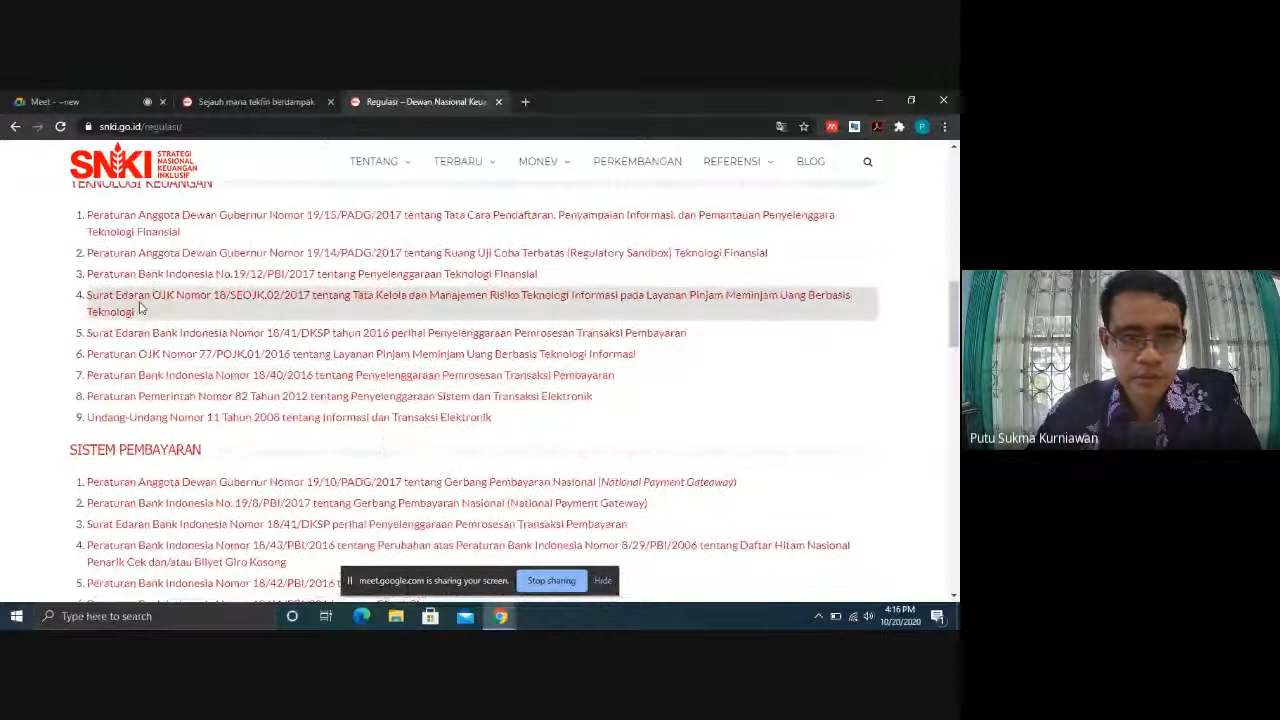 Meet - -new
Sejauh mana tekfin berdampak
Regulasi – Dewan Nasional Keua
snki.go.id/regulasi/
P
SNKI STRATEGI
NASIONAL
KEUANGAN
INKLUSIF
TENTANG
TERBARU
MONEV
PERKEMBANGAN
REFERENSI
BLOG
TEKNOLOGI KEUANGAN
1. Peraturan Anggota Dewan Gubernur Nomor 19/15/PADG/2017 tentang Tata Cara Pendaftaran, Penyampaian Informasi, dan Pemantauan Penyelenggara
Teknologi Finansial
2. Peraturan Anggota Dewan Gubernur Nomor 19/14/PADG/2017 tentang Ruang Uji Coba Terbatas (Regulatory Sandbox) Teknologi Finansial
3. Peraturan Bank Indonesia No.19/12/PBI/2017 tentang Penyelenggaraan Teknologi Finansial
4. Surat Edaran OJK Nomor 18/SEOJK.02/2017 tentang Tata Kelola dan Manajemen Risiko Teknologi Informasi pada Layanan Pinjam Meminjam Uang Berbasis
Teknologi
5. Surat Edaran Bank Indonesia Nomor 18/41/DKSP tahun 2016 perihal Penyelenggaraan Pemrosesan Transaksi Pembayaran
6. Peraturan OJK Nomor 77/POJK.01/2016 tentang Layanan Pinjam Meminjam Uang Berbasis Teknologi Informasi
7. Peraturan Bank Indonesia Nomor 18/40/2016 tentang Penyelenggaraan Pemrosesan Transaksi Pembayaran
8. Peraturan Pemerintah Nomor 82 Tahun 2012 tentang Penyelenggaraan Sistem dan Transaksi Elektronik
9. Undang-Undang Nomor 11 Tahun 2008 tentang Informasi dan Transaksi Elektronik
SISTEM PEMBAYARAN
1. Peraturan Anggota Dewan Gubernur Nomor 19/10/PADG/2017 tentang Gerbang Pembayaran Nasional (National Payment Gateaway)
2. Peraturan Bank Indonesia No. 19/8/PBI/2017 tentang Gerbang Pembayaran Nasional (National Payment Gateway)
3. Surat Edaran Bank Indonesia Nomor 18/41/DKSP perihal Penyelenggaraan Pemrosesan Transaksi Pembayaran
4. Peraturan Bank Indonesia Nomor 18/43/PBI/2016 tentang Perubahan atas Peraturan Bank Indonesia Nomor 8/29/PBI/2006 tentang Daftar Hitam Nasional
Penarik Cek dan/atau Bilyet Giro Kosong
5. Peraturan Bank Indonesia Nomor 18/42/PBI/2016 t
meet.google.com is sharing your screen.
Stop sharing
Hide
Type here to search
4:16 PM
10/20/2020
Putu Sukma Kurniawan